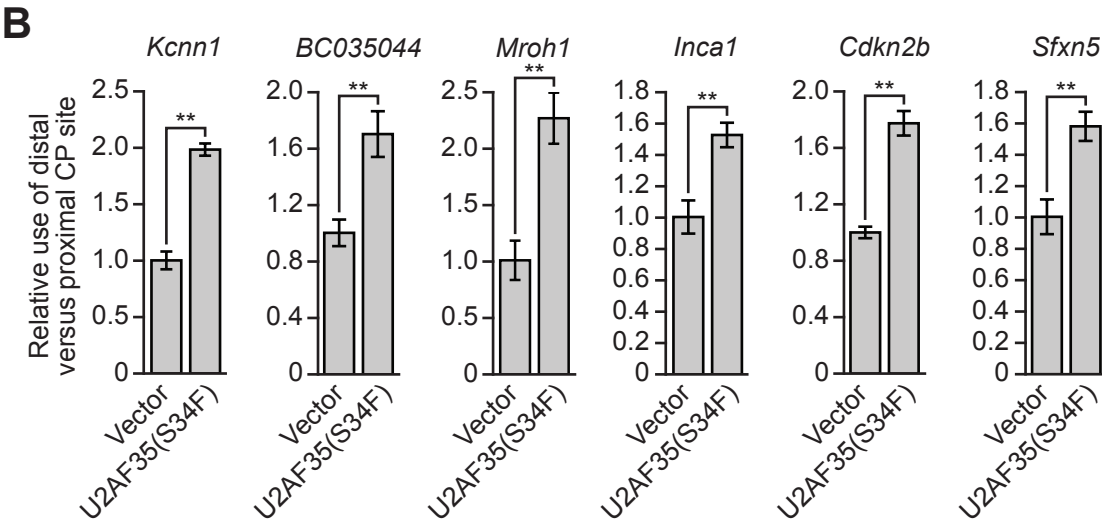 B
Kcnn1
BC035044
Mroh1
Inca1
Cdkn2b
Sfxn5
Relative use of distal
versus proximal CP site
2.5
2.0
1.5
1.0
0.5
0
**
Vector
U2AF35(S34F)
2.0
1.6
1.2
0.8
0.4
0
**
Vector
U2AF35(S34F)
2.5
2.0
1.5
1.0
0.5
0
**
Vector
U2AF35(S34F)
1.8
1.6
1.4
1.2
1.0
0.8
0.6
0.4
0.2
0
**
Vector
U2AF35(S34F)
2.0
1.6
1.2
0.8
0.4
0
**
Vector
U2AF35(S34F)
1.8
1.6
1.4
1.2
1.0
0.8
0.6
0.4
0.2
0
**
Vector
U2AF35(S34F)